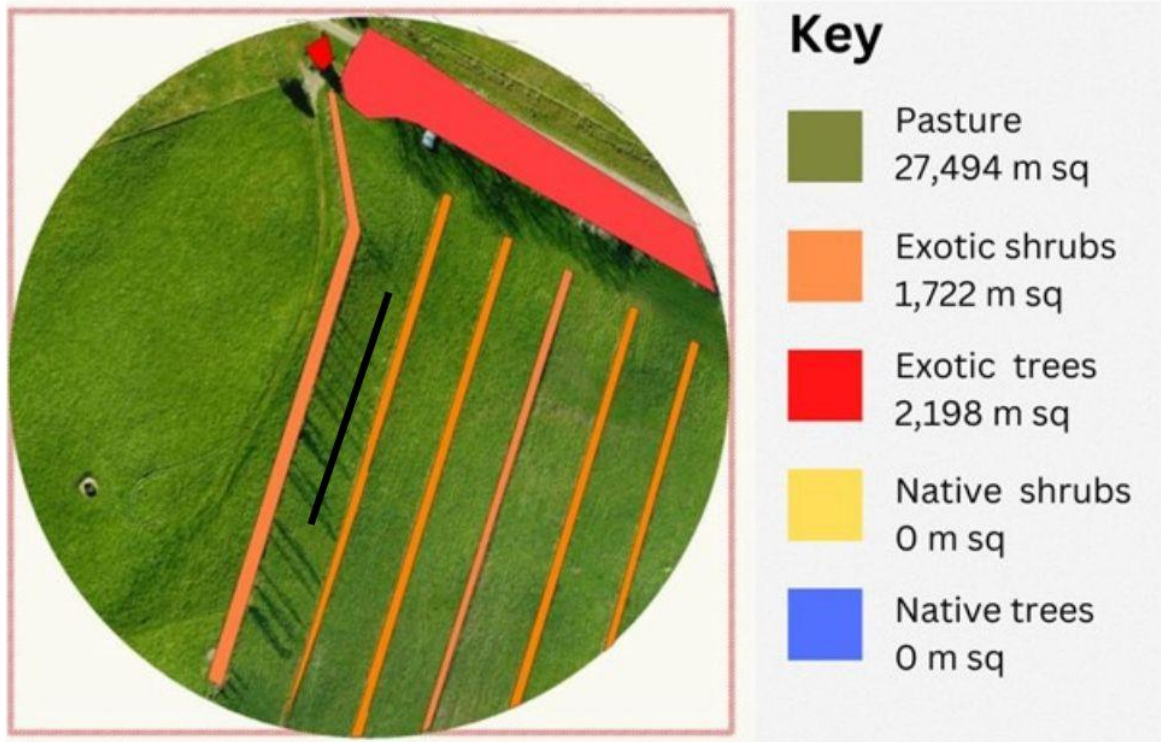 Key
Pasture
27,494 m sq
Exotic shrubs
1,722 m sq
Exotic trees
2,198 m sq
Native shrubs
0 m sq
Native trees
0 m sq